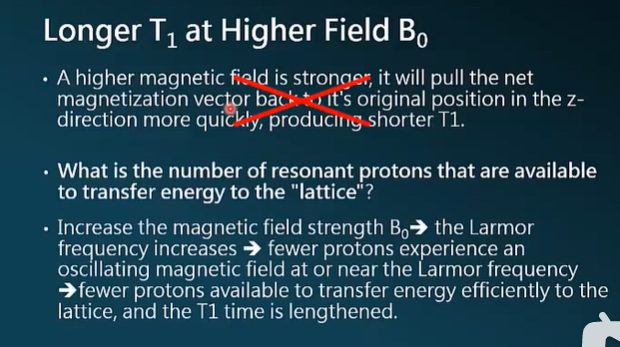 Longer T₁ at Higher Field B₀
• A higher magnetic field is stronger, it will pull the net
magnetization vector back to it's original position in the z-
direction more quickly, producing shorter T1.
• What is the number of resonant protons that are available
to transfer energy to the "lattice"?
• Increase the magnetic field strength B₀➔ the Larmor
frequency increases ➔ fewer protons experience an
oscillating magnetic field at or near the Larmor frequency
➔fewer protons available to transfer energy efficiently to the
lattice, and the T1 time is lengthened.